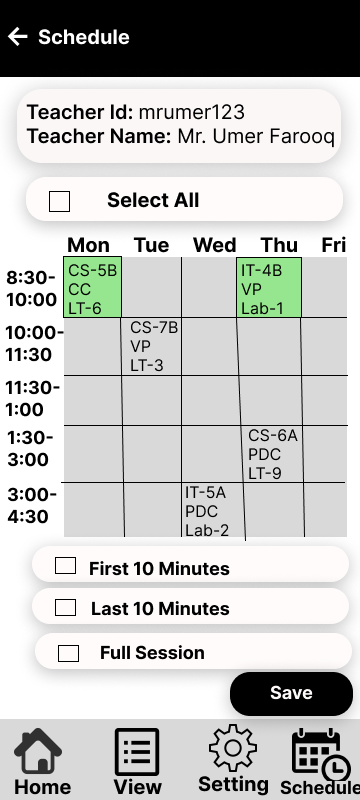 Schedule
Teacher Id: mrumer123
Teacher Name: Mr. Umer Farooq
Select All
Mon Tue Wed Thu Fri
8:30-
10:00
CS-5B
CC
LT-6
IT-4B
VP
Lab-1
10:00-
11:30
CS-7B
VP
LT-3
11:30-
1:00
1:30-
3:00
CS-6A
PDC
LT-9
3:00-
4:30
IT-5A
PDC
Lab-2
First 10 Minutes
Last 10 Minutes
Full Session
Save
Home View Setting Schedule